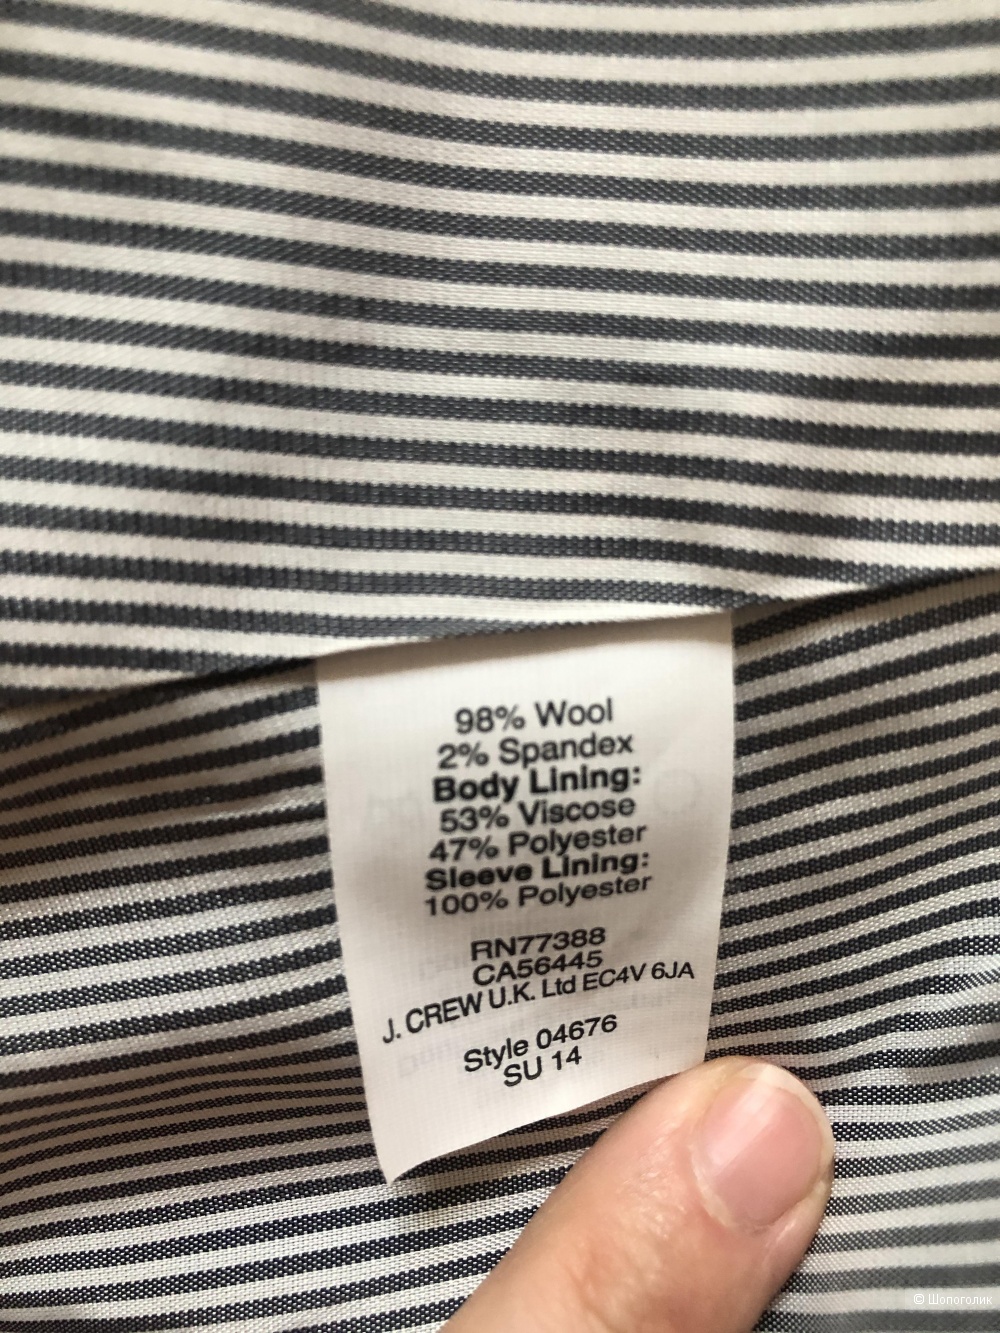 98% Wool
2% Spandex
Body Lining:
53% Viscose
47% Polyester
Sleeve Lining:
100% Polyester
RN77388
CA56445
J. CREW U.K. Ltd EC4V 6JA
Style 04676
SU 14
© Шопоголик